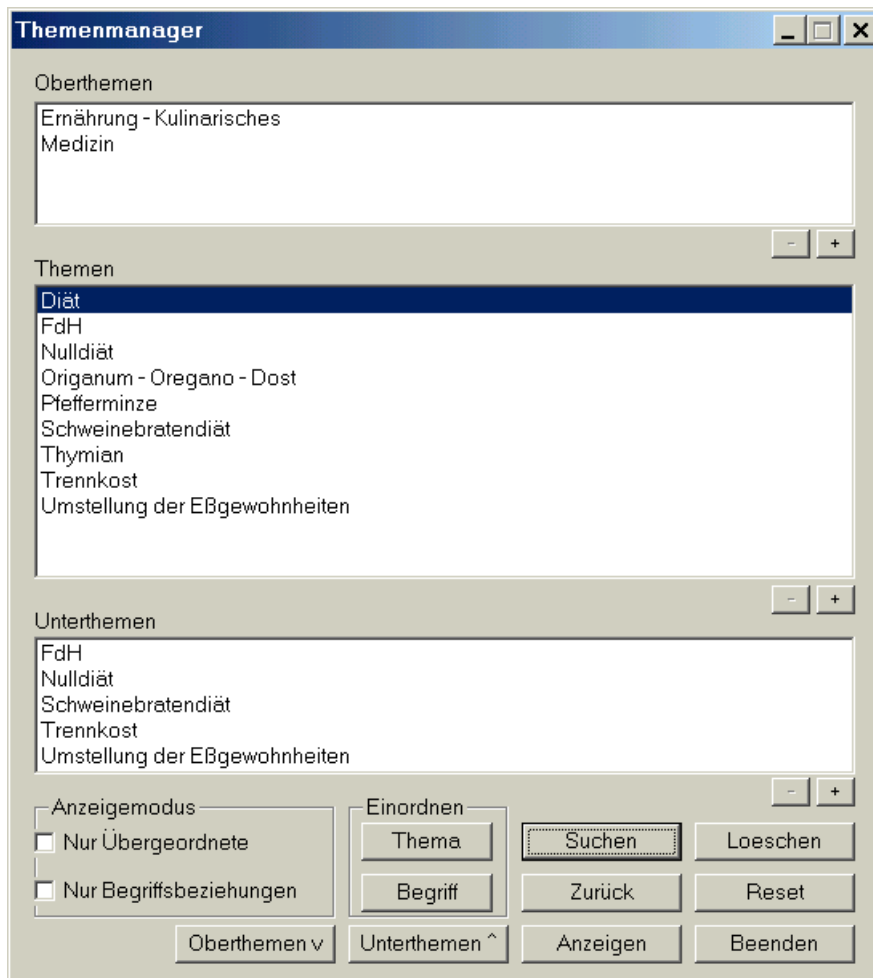 Themenmanager
Oberthemen
Ernährung - Kulinarisches
Medizin
- +
Themen
Diät
FdH
Nulldiät
Origanum - Oregano - Dost
Pfefferminze
Schweinebratendiät
Thymian
Trennkost
Umstellung der Eßgewohnheiten
- +
Unterthemen
FdH
Nulldiät
Schweinebratendiät
Trennkost
Umstellung der Eßgewohnheiten
- +
Anzeigemodus Einordnen
Nur Übergeordnete Thema Suchen Loeschen
Nur Begriffsbeziehungen Begriff Zurück Reset
Oberthemen v Unterthemen ^ Anzeigen Beenden